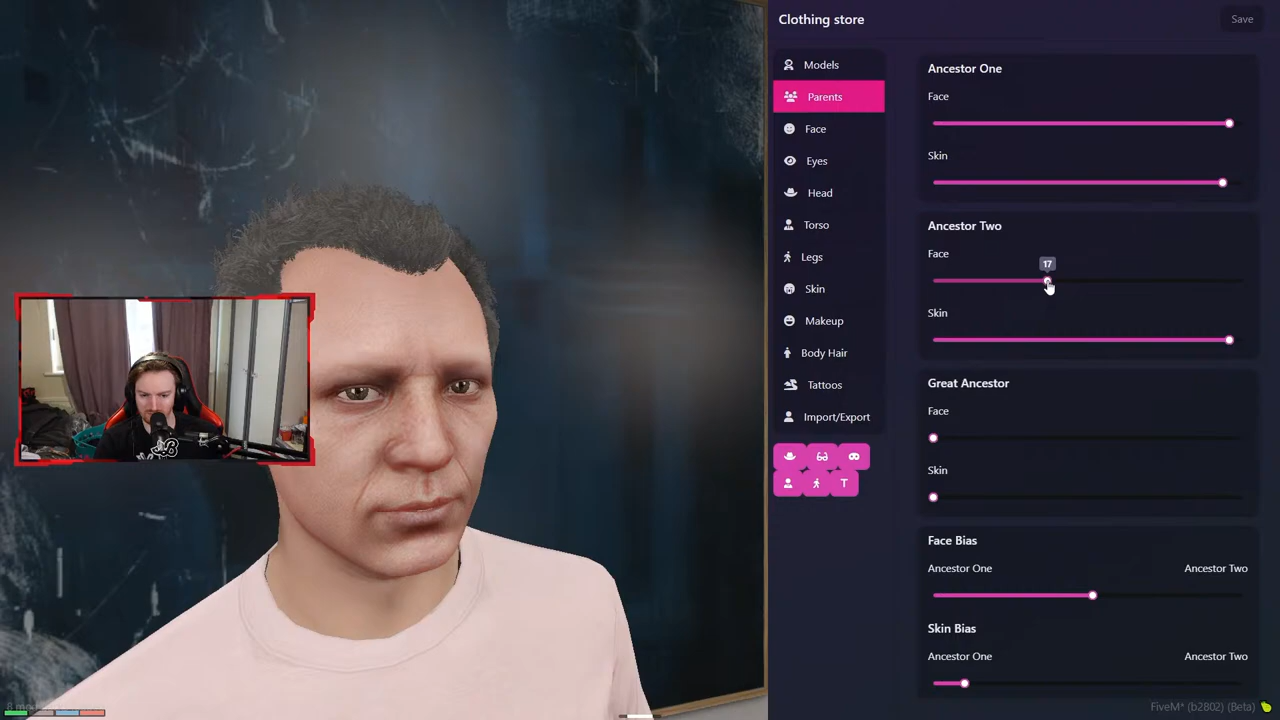 Clothing store
Save
Models
Parents
Face
Eyes
Head
Torso
Legs
Skin
Makeup
Body Hair
Tattoos
Import/Export
T
Ancestor One
Face
Skin
Ancestor Two
Face
17
Skin
Great Ancestor
Face
Skin
Face Bias
Ancestor One Ancestor Two
Skin Bias
Ancestor One Ancestor Two
FiveM* (b2802) (Beta)